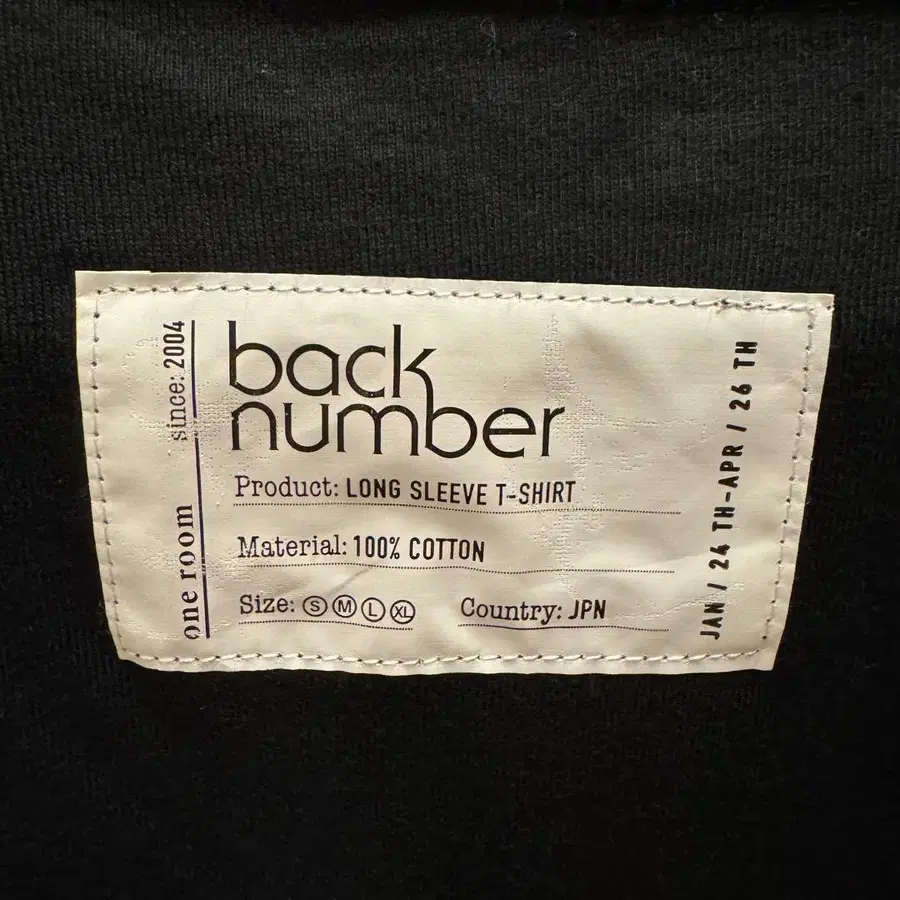 back
number
Product: LONG SLEEVE T-SHIRT
Material: 100% COTTON
Size: S M L XL
Country: JPN
one room
since: 2004
JAN / 24 TH-APR / 26 TH